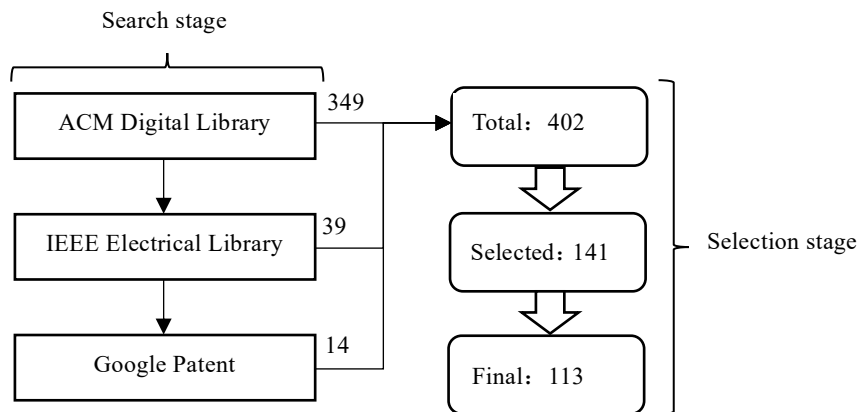 Search stage
ACM Digital Library
349
IEEE Electrical Library
39
Google Patent
14
Total：402
Selected：141
Final：113
Selection stage